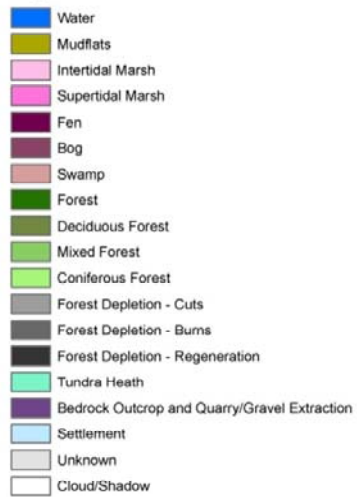 Water
Mudflats
Intertidal Marsh
Supertidal Marsh
Fen
Bog
Swamp
Forest
Deciduous Forest
Mixed Forest
Coniferous Forest
Forest Depletion - Cuts
Forest Depletion - Burns
Forest Depletion - Regeneration
Tundra Heath
Bedrock Outcrop and Quarry/Gravel Extraction
Settlement
Unknown
Cloud/Shadow